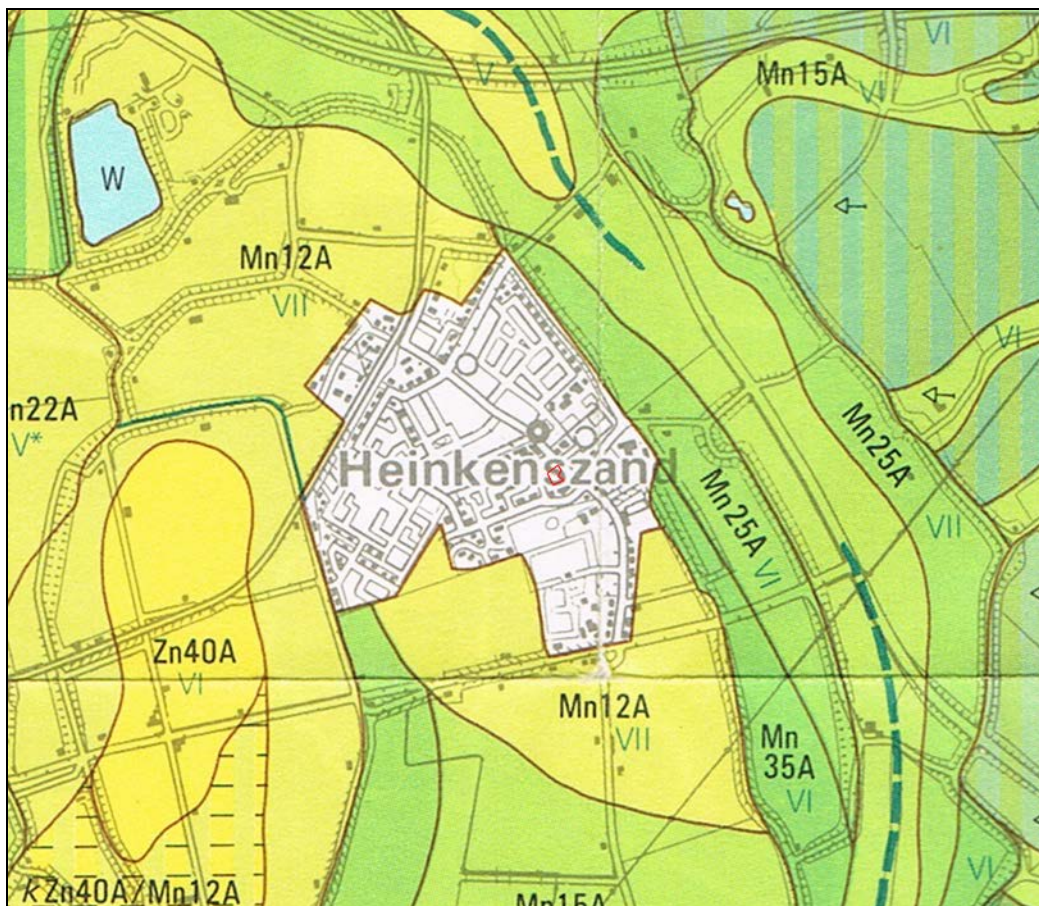 VI
V
Mn15A
VI
W
Mn12A
VII
VI
n22A
V*
Mn25A
Heinkenszand
Mn25A
VI
VII
Zn40A
VI
Mn12A
VII
Mn
35A
VI
VI
kZn40A/Mn12A
Mn15A